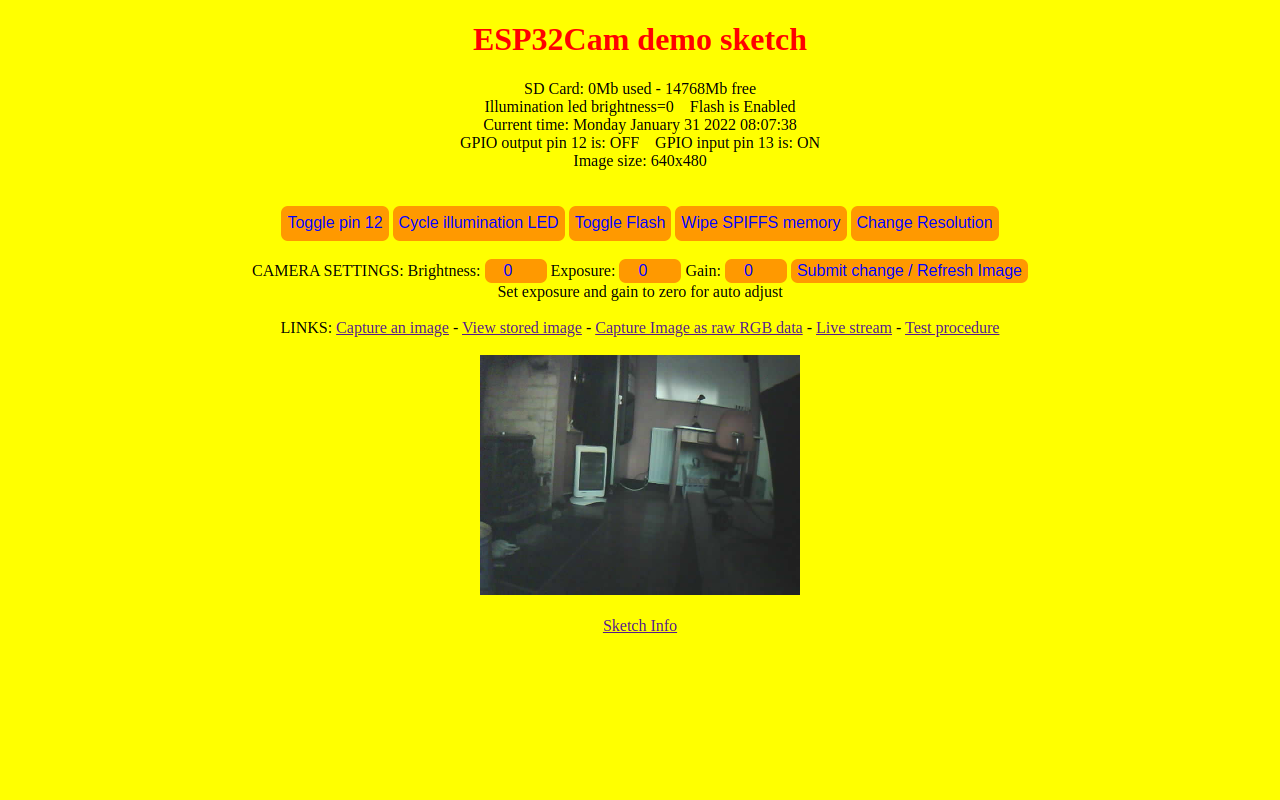 ESP32Cam demo sketch
SD Card: 0Mb used - 14768Mb free
Illumination led brightness=0    Flash is Enabled
Current time: Monday January 31 2022 08:07:38
GPIO output pin 12 is: OFF    GPIO input pin 13 is: ON
Image size: 640x480
Toggle pin 12 Cycle illumination LED Toggle Flash Wipe SPIFFS memory Change Resolution
CAMERA SETTINGS: Brightness: 0 Exposure: 0 Gain: 0 Submit change / Refresh Image
Set exposure and gain to zero for auto adjust
LINKS: Capture an image - View stored image - Capture Image as raw RGB data - Live stream - Test procedure
Sketch Info